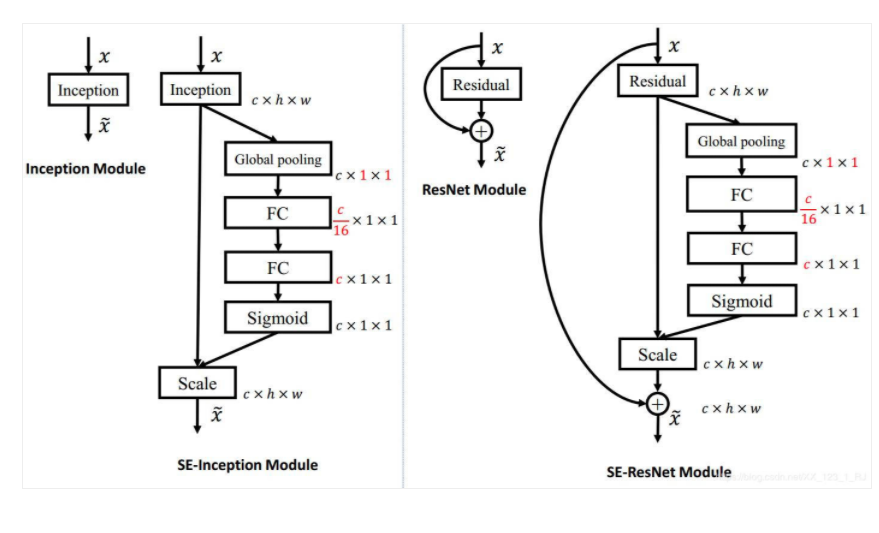 x
Inception
x̃
Inception Module
x
Inception
c × h × w
Global pooling
c × 1 × 1
FC
c/16 × 1 × 1
FC
c × 1 × 1
Sigmoid
c × 1 × 1
Scale
c × h × w
x̃
SE-Inception Module
x
Residual
+
x̃
ResNet Module
x
Residual
c × h × w
Global pooling
c × 1 × 1
FC
c/16 × 1 × 1
FC
c × 1 × 1
Sigmoid
c × 1 × 1
Scale
c × h × w
+
x̃
c × h × w
SE-ResNet Module